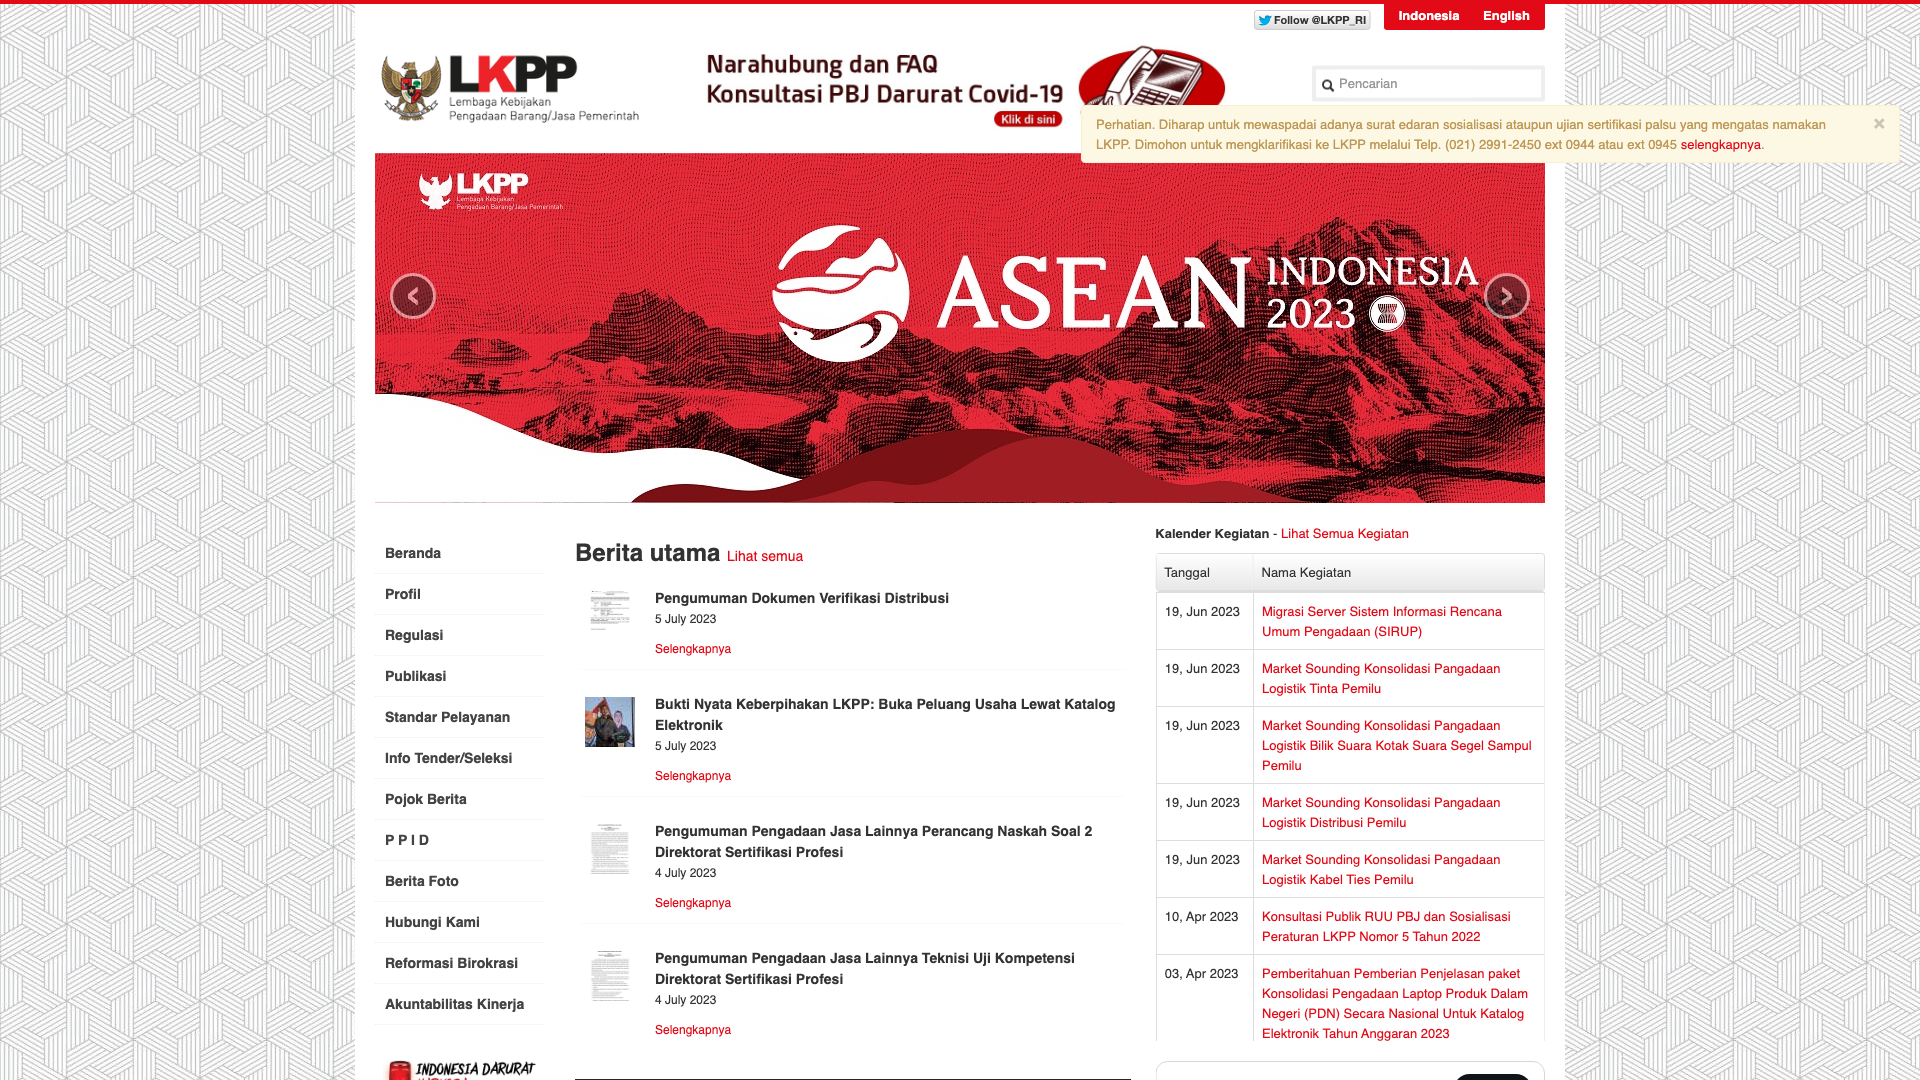 Follow @LKPP_RI
Indonesia
English
LKPP
Lembaga Kebijakan
Pengadaan Barang/Jasa Pemerintah
Narahubung dan FAQ
Konsultasi PBJ Darurat Covid-19
Klik di sini
Pencarian
Perhatian. Diharap untuk mewaspadai adanya surat edaran sosialisasi ataupun ujian sertifikasi palsu yang mengatas namakan
LKPP. Dimohon untuk mengklarifikasi ke LKPP melalui Telp. (021) 2991-2450 ext 0944 atau ext 0945 selengkapnya.
×
LKPP
Lembaga Kebijakan
Pengadaan Barang/Jasa Pemerintah
ASEAN
INDONESIA
2023
Beranda
Profil
Regulasi
Publikasi
Standar Pelayanan
Info Tender/Seleksi
Pojok Berita
P P I D
Berita Foto
Hubungi Kami
Reformasi Birokrasi
Akuntabilitas Kinerja
INDONESIA DARURAT
Berita utama Lihat semua
Pengumuman Dokumen Verifikasi Distribusi
5 July 2023
Selengkapnya
Bukti Nyata Keberpihakan LKPP: Buka Peluang Usaha Lewat Katalog
Elektronik
5 July 2023
Selengkapnya
Pengumuman Pengadaan Jasa Lainnya Perancang Naskah Soal 2
Direktorat Sertifikasi Profesi
4 July 2023
Selengkapnya
Pengumuman Pengadaan Jasa Lainnya Teknisi Uji Kompetensi
Direktorat Sertifikasi Profesi
4 July 2023
Selengkapnya
Kalender Kegiatan - Lihat Semua Kegiatan
Tanggal Nama Kegiatan
19, Jun 2023 Migrasi Server Sistem Informasi Rencana
Umum Pengadaan (SIRUP)
19, Jun 2023 Market Sounding Konsolidasi Pangadaan
Logistik Tinta Pemilu
19, Jun 2023 Market Sounding Konsolidasi Pangadaan
Logistik Bilik Suara Kotak Suara Segel Sampul
Pemilu
19, Jun 2023 Market Sounding Konsolidasi Pangadaan
Logistik Distribusi Pemilu
19, Jun 2023 Market Sounding Konsolidasi Pangadaan
Logistik Kabel Ties Pemilu
10, Apr 2023 Konsultasi Publik RUU PBJ dan Sosialisasi
Peraturan LKPP Nomor 5 Tahun 2022
03, Apr 2023 Pemberitahuan Pemberian Penjelasan paket
Konsolidasi Pengadaan Laptop Produk Dalam
Negeri (PDN) Secara Nasional Untuk Katalog
Elektronik Tahun Anggaran 2023